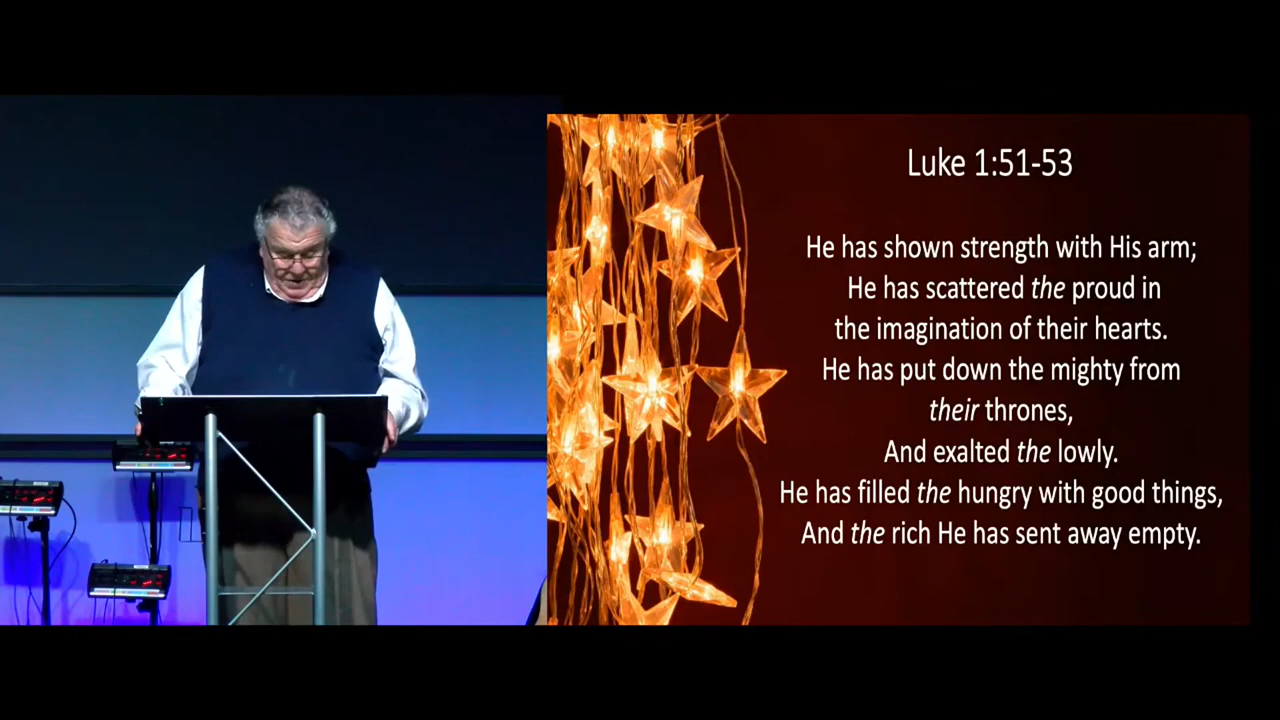 Luke 1:51-53
He has shown strength with His arm;
He has scattered the proud in
the imagination of their hearts.
He has put down the mighty from
their thrones,
And exalted the lowly.
He has filled the hungry with good things,
And the rich He has sent away empty.